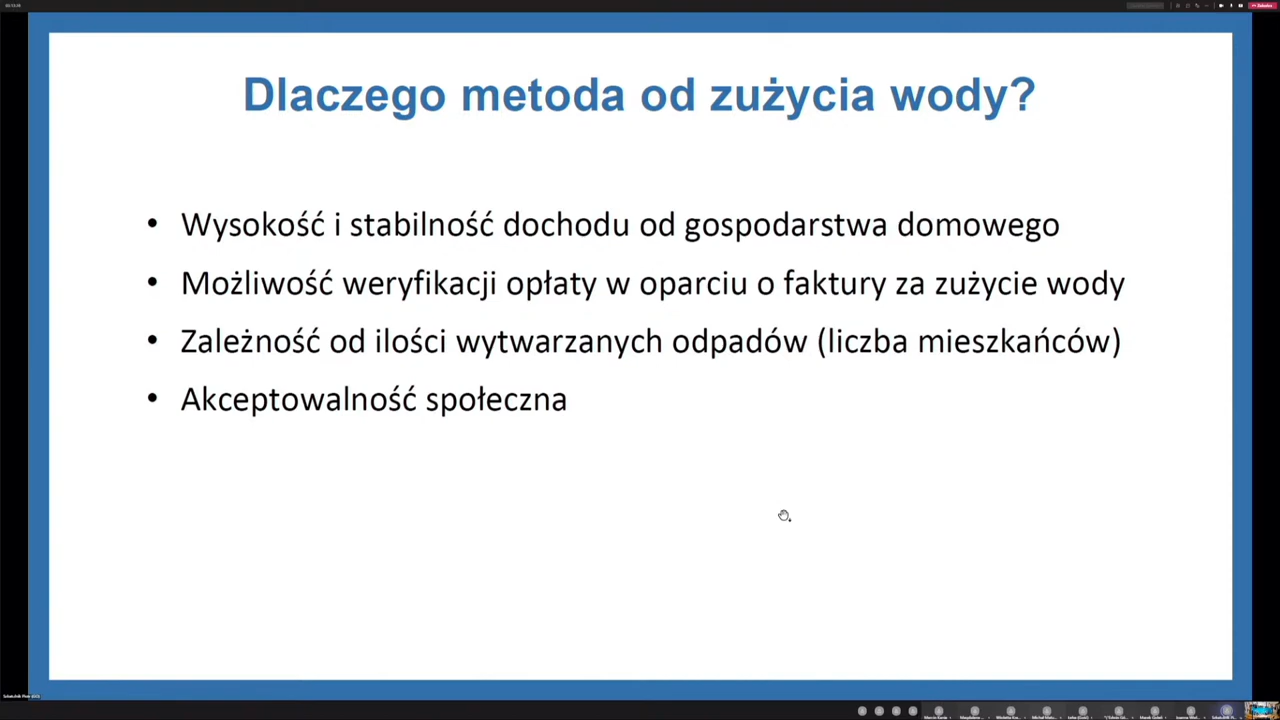 Dlaczego metoda od zużycia wody?
• Wysokość i stabilność dochodu od gospodarstwa domowego
• Możliwość weryfikacji opłaty w oparciu o faktury za zużycie wody
• Zależność od ilości wytwarzanych odpadów (liczba mieszkańców)
• Akceptowalność społeczna